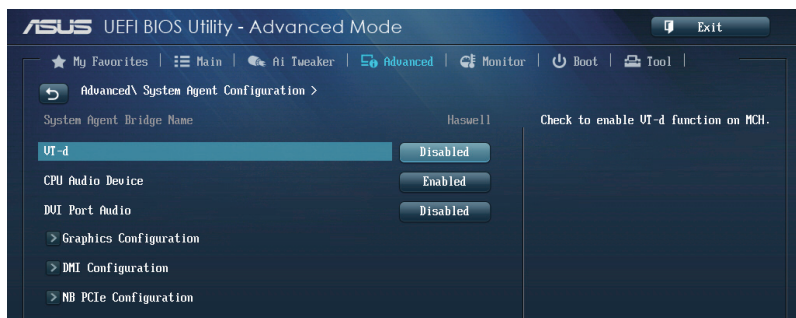 ASUS UEFI BIOS Utility - Advanced Mode
Exit
My Favorites | Main | Ai Tweaker | Advanced | Monitor | Boot | Tool |
Advanced\ System Agent Configuration >
System Agent Bridge Name Haswell
Check to enable VT-d function on MCH.
VT-d Disabled
CPU Audio Device Enabled
DVI Port Audio Disabled
> Graphics Configuration
> DMI Configuration
> NB PCIe Configuration